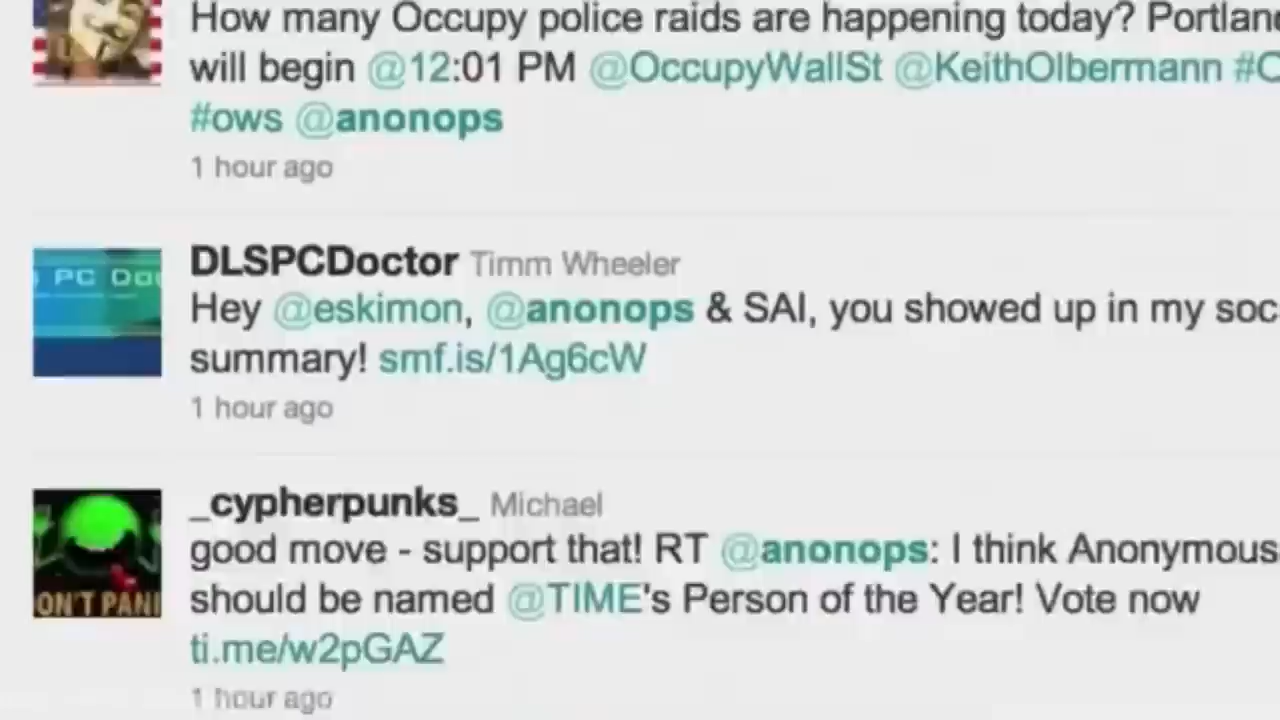 How many Occupy police raids are happening today? Portland
will begin @12:01 PM @OccupyWallSt @KeithOlbermann
#ows @anonops
1 hour ago
DLSPCDoctor Timm Wheeler
PC
Hey @eskimon, @anonops & SAI, you showed up in my
summary! smf.is/1Ag6cW
1 hour ago
_cypherpunks_ Michael
good move - support that! RT @anonops: I think Anonymous
should be named @TIME's Person of the Year! Vote now
ON'T PANI
ti.me/w2pGAZ
1 hour ago